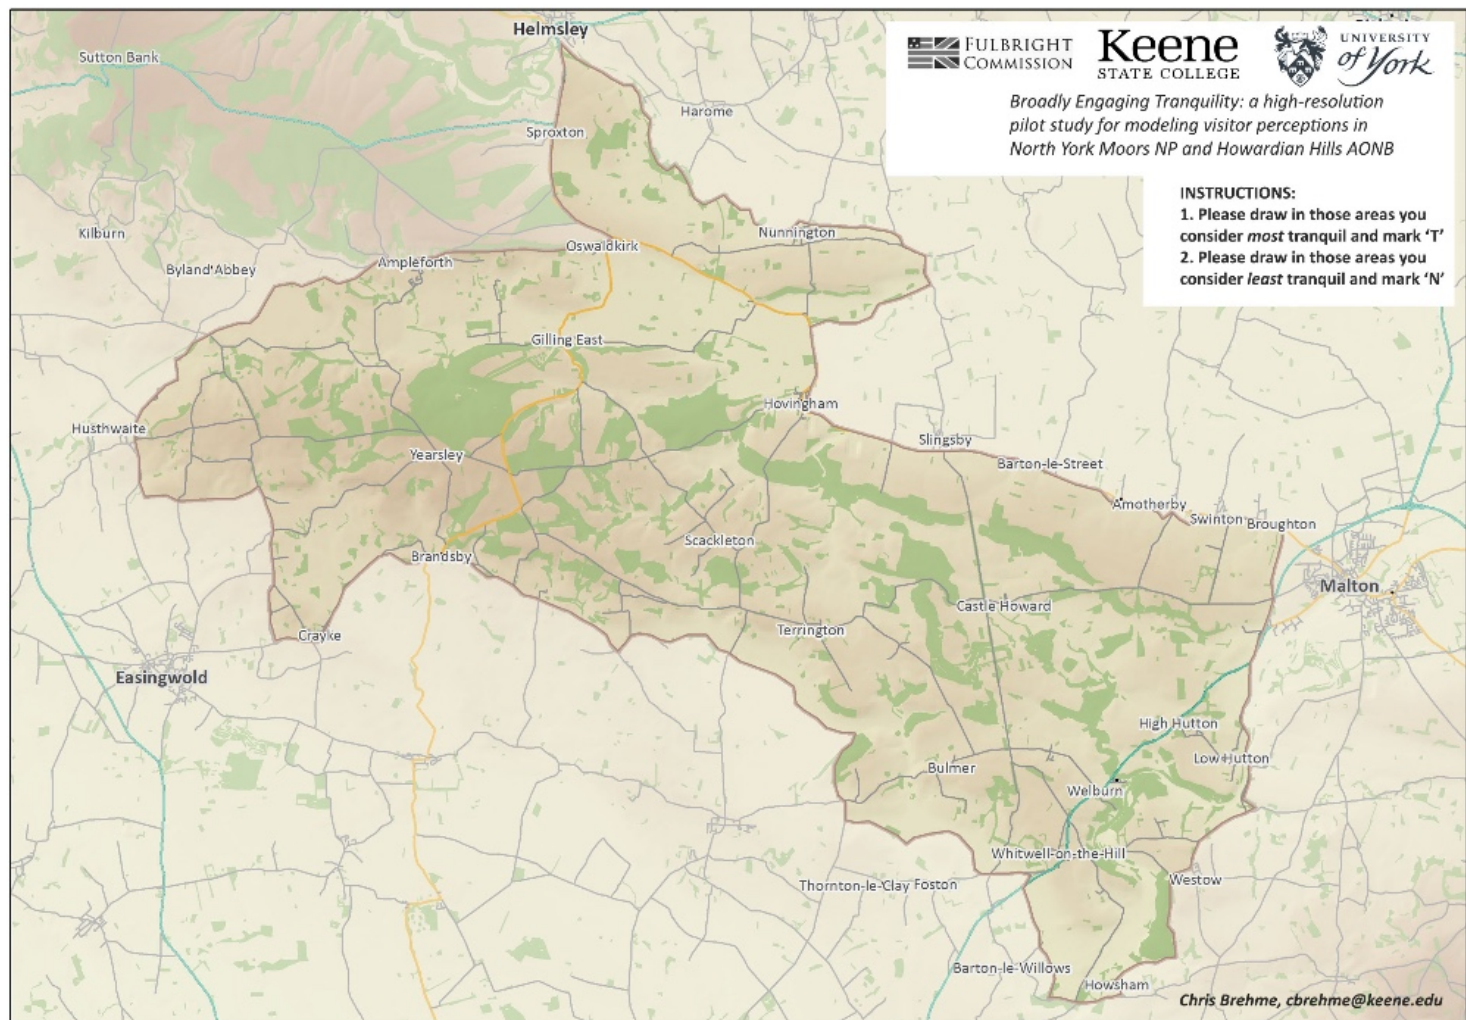 Helmsley
FULBRIGHT
COMMISSION
Keene
STATE COLLEGE
UNIVERSITY
of York
Broadly Engaging Tranquility: a high-resolution
pilot study for modeling visitor perceptions in
North York Moors NP and Howardian Hills AONB
INSTRUCTIONS:
1. Please draw in those areas you
consider most tranquil and mark ‘T’
2. Please draw in those areas you
consider least tranquil and mark ‘N’
Sutton Bank
Harome
Sproxton
Kilburn
Nunnington
Oswaldkirk
Byland Abbey
Ampleforth
Gilling East
Hovingham
Husthwaite
Slingsby
Yearsley
Barton-le-Street
Amotherby
Swinton
Broughton
Scackleton
Brandsby
Malton
Castle Howard
Terrington
Crayke
Easingwold
High Hutton
Low Hutton
Bulmer
Welburn
Whitwell-on-the-Hill
Thornton-le-Clay
Foston
Westow
Barton-le-Willows
Howsham
Chris Brehme, cbrehme@keene.edu